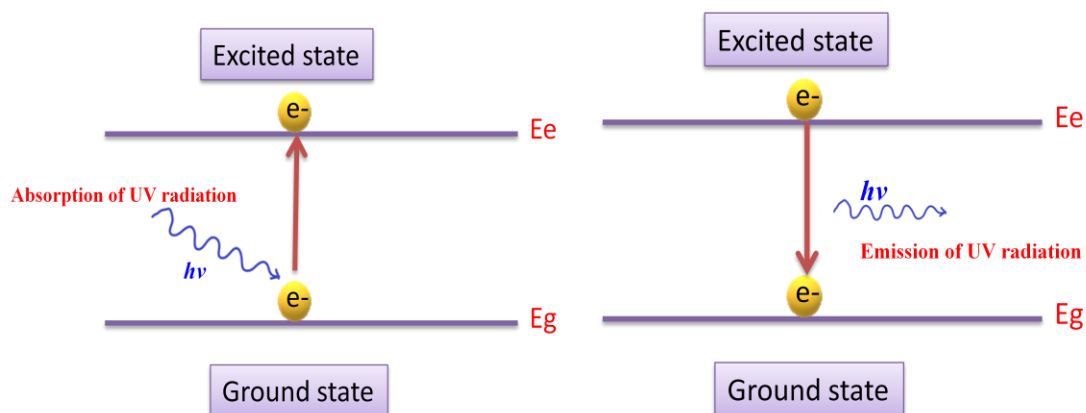 Excited state
e-
Ee
Absorption of UV radiation
hν
e-
Eg
Ground state
Excited state
e-
Ee
hν
Emission of UV radiation
e-
Eg
Ground state